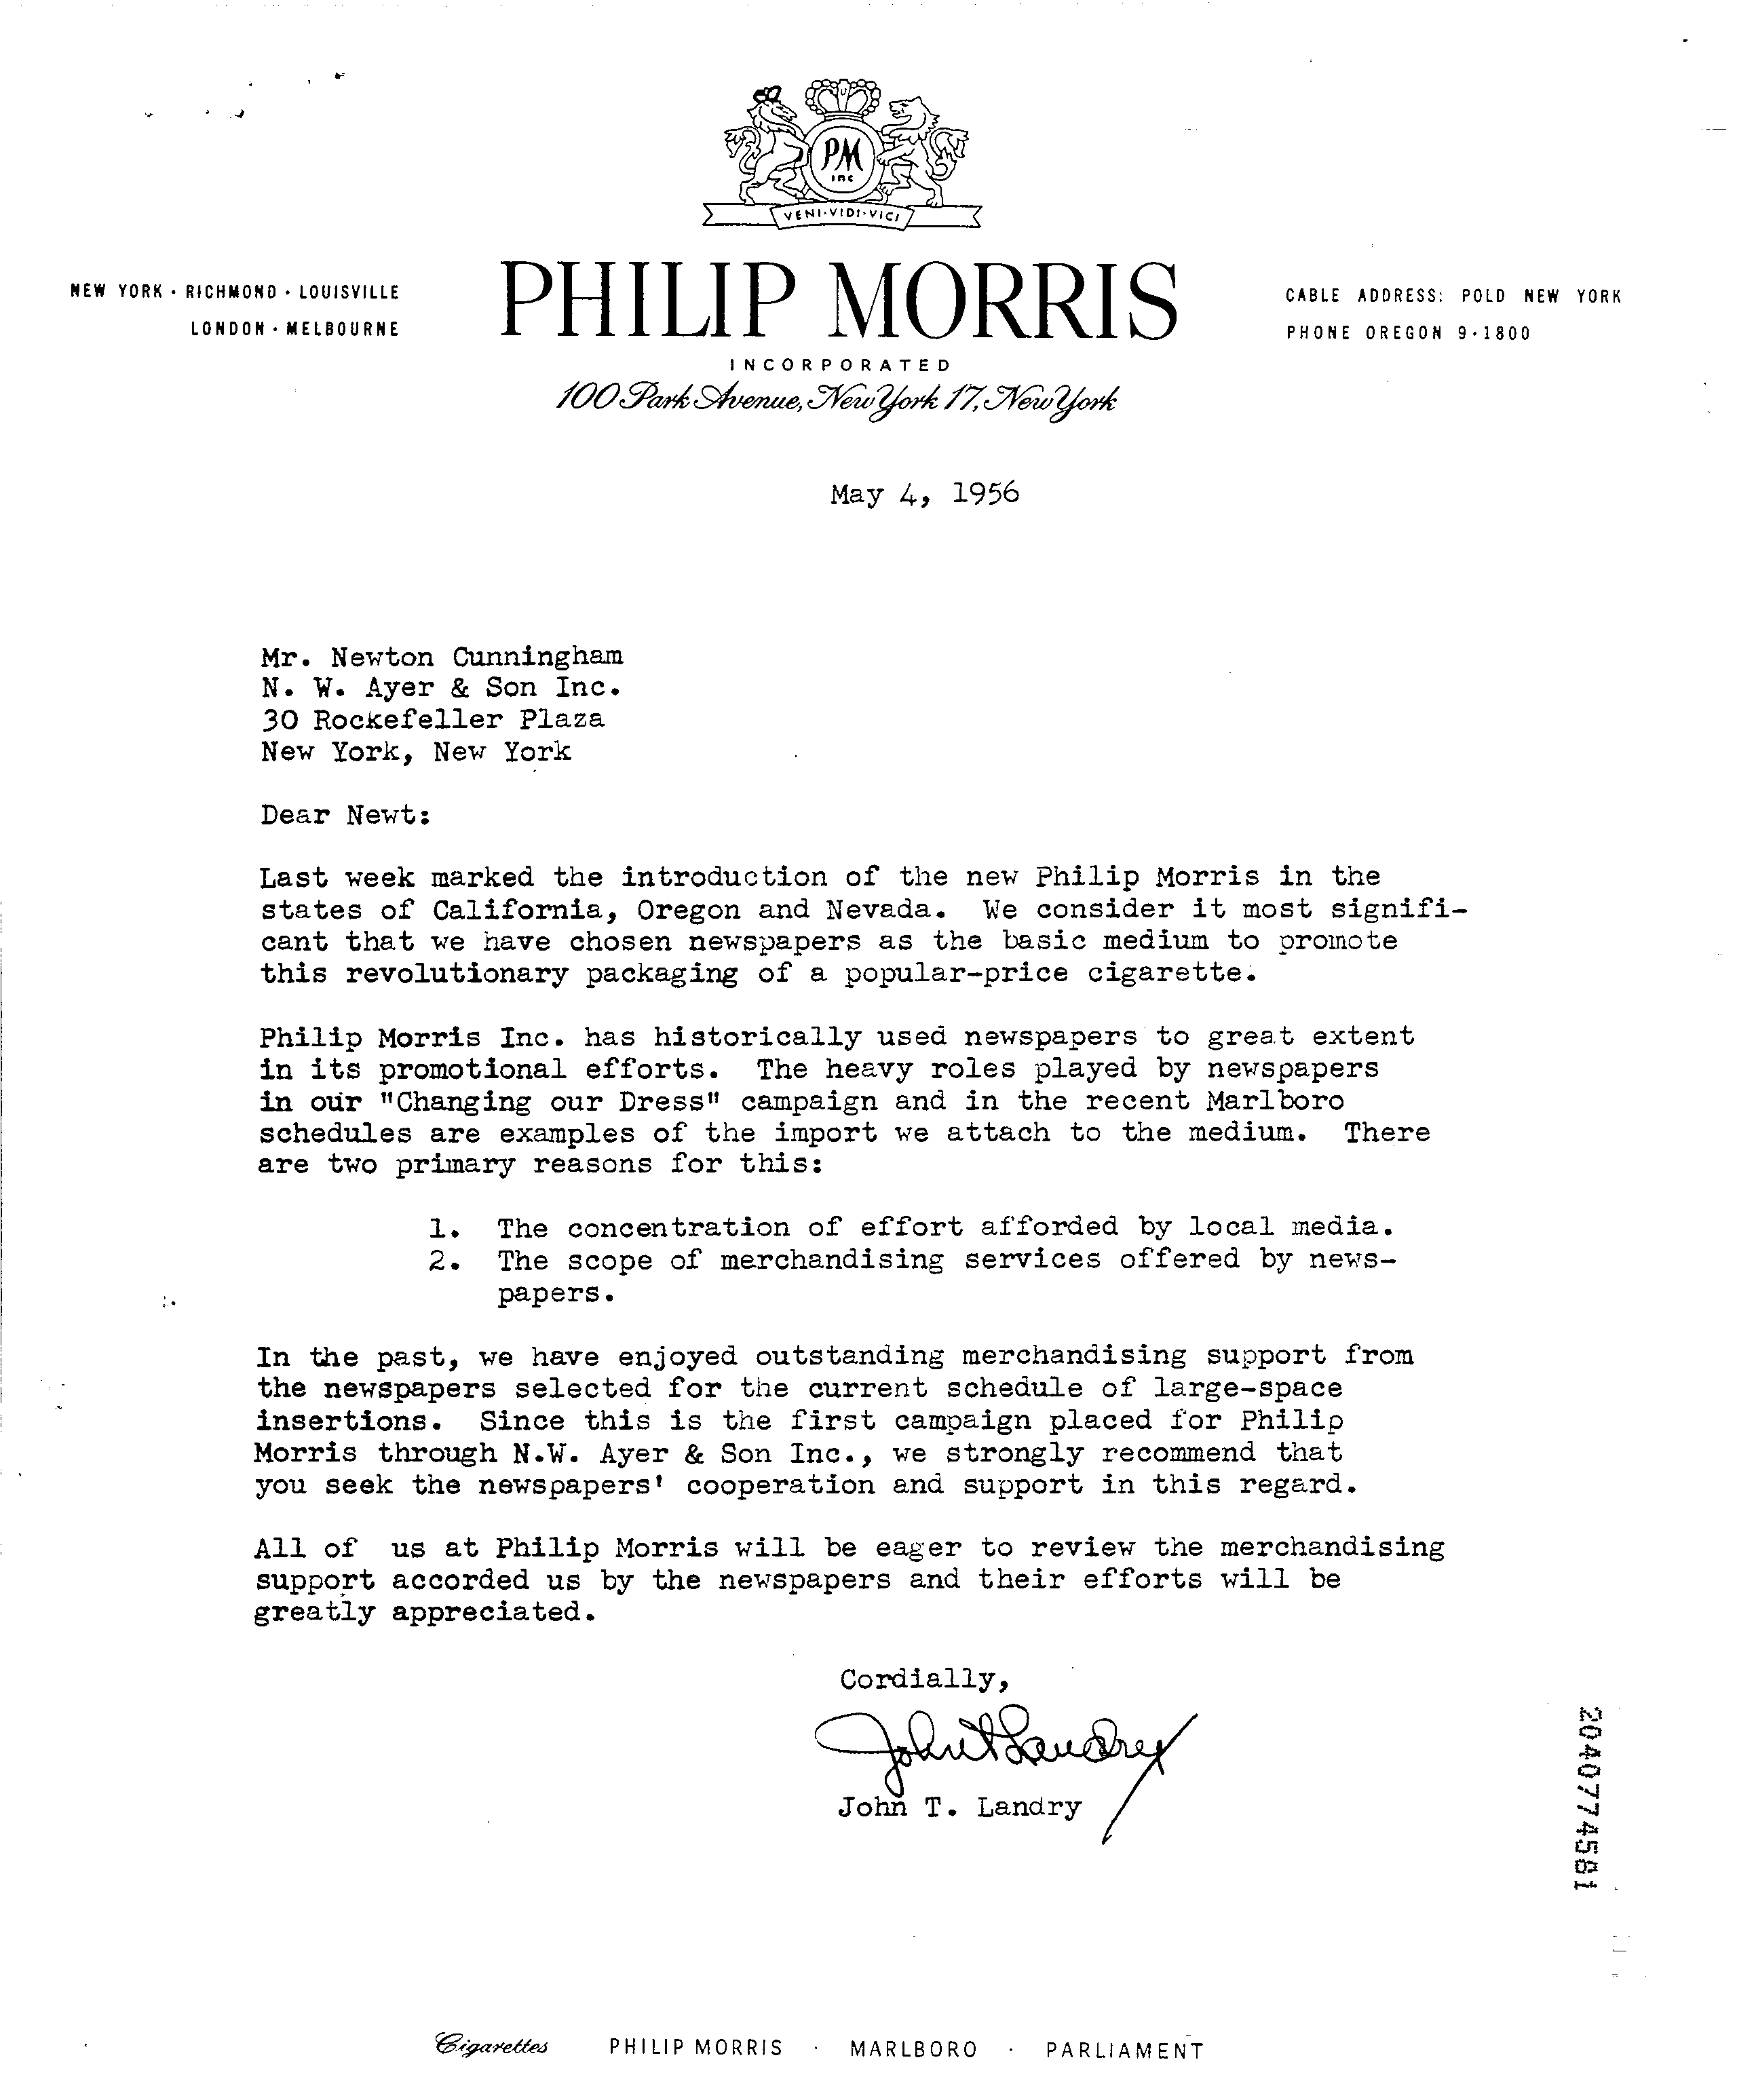 PM
inc
VENI·VIDI·VICI
NEW YORK · RICHMOND · LOUISVILLE
LONDON · MELBOURNE
PHILIP MORRIS
INCORPORATED
100 Park Avenue, New York 17, New York
CABLE ADDRESS: POLD NEW YORK
PHONE OREGON 9·1800
May 4, 1956
Mr. Newton Cunningham
N. W. Ayer & Son Inc.
30 Rockefeller Plaza
New York, New York
Dear Newt:
Last week marked the introduction of the new Philip Morris in the
states of California, Oregon and Nevada. We consider it most signifi-
cant that we have chosen newspapers as the basic medium to promote
this revolutionary packaging of a popular-price cigarette.
Philip Morris Inc. has historically used newspapers to great extent
in its promotional efforts. The heavy roles played by newspapers
in our "Changing our Dress" campaign and in the recent Marlboro
schedules are examples of the import we attach to the medium. There
are two primary reasons for this:
1. The concentration of effort afforded by local media.
2. The scope of merchandising services offered by news-
papers.
In the past, we have enjoyed outstanding merchandising support from
the newspapers selected for the current schedule of large-space
insertions. Since this is the first campaign placed for Philip
Morris through N.W. Ayer & Son Inc., we strongly recommend that
you seek the newspapers' cooperation and support in this regard.
All of us at Philip Morris will be eager to review the merchandising
support accorded us by the newspapers and their efforts will be
greatly appreciated.
Cordially,
John T Landry
John T. Landry
2040774581
Cigarettes PHILIP MORRIS · MARLBORO · PARLIAMENT